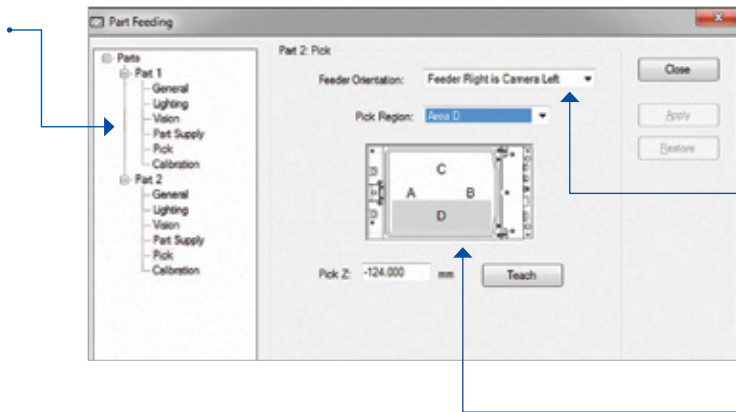 Part Feeding
Parts
Part 1
General
Lighting
Vision
Part Supply
Pick
Calibration
Part 2
General
Lighting
Vision
Part Supply
Pick
Calibration
Part 2: Pick
Feeder Orientation: Feeder Right is Camera Left
Pick Region: Area D
C
A B
D
Pick Z: -124.000 mm Teach
Close
Apply
Restore